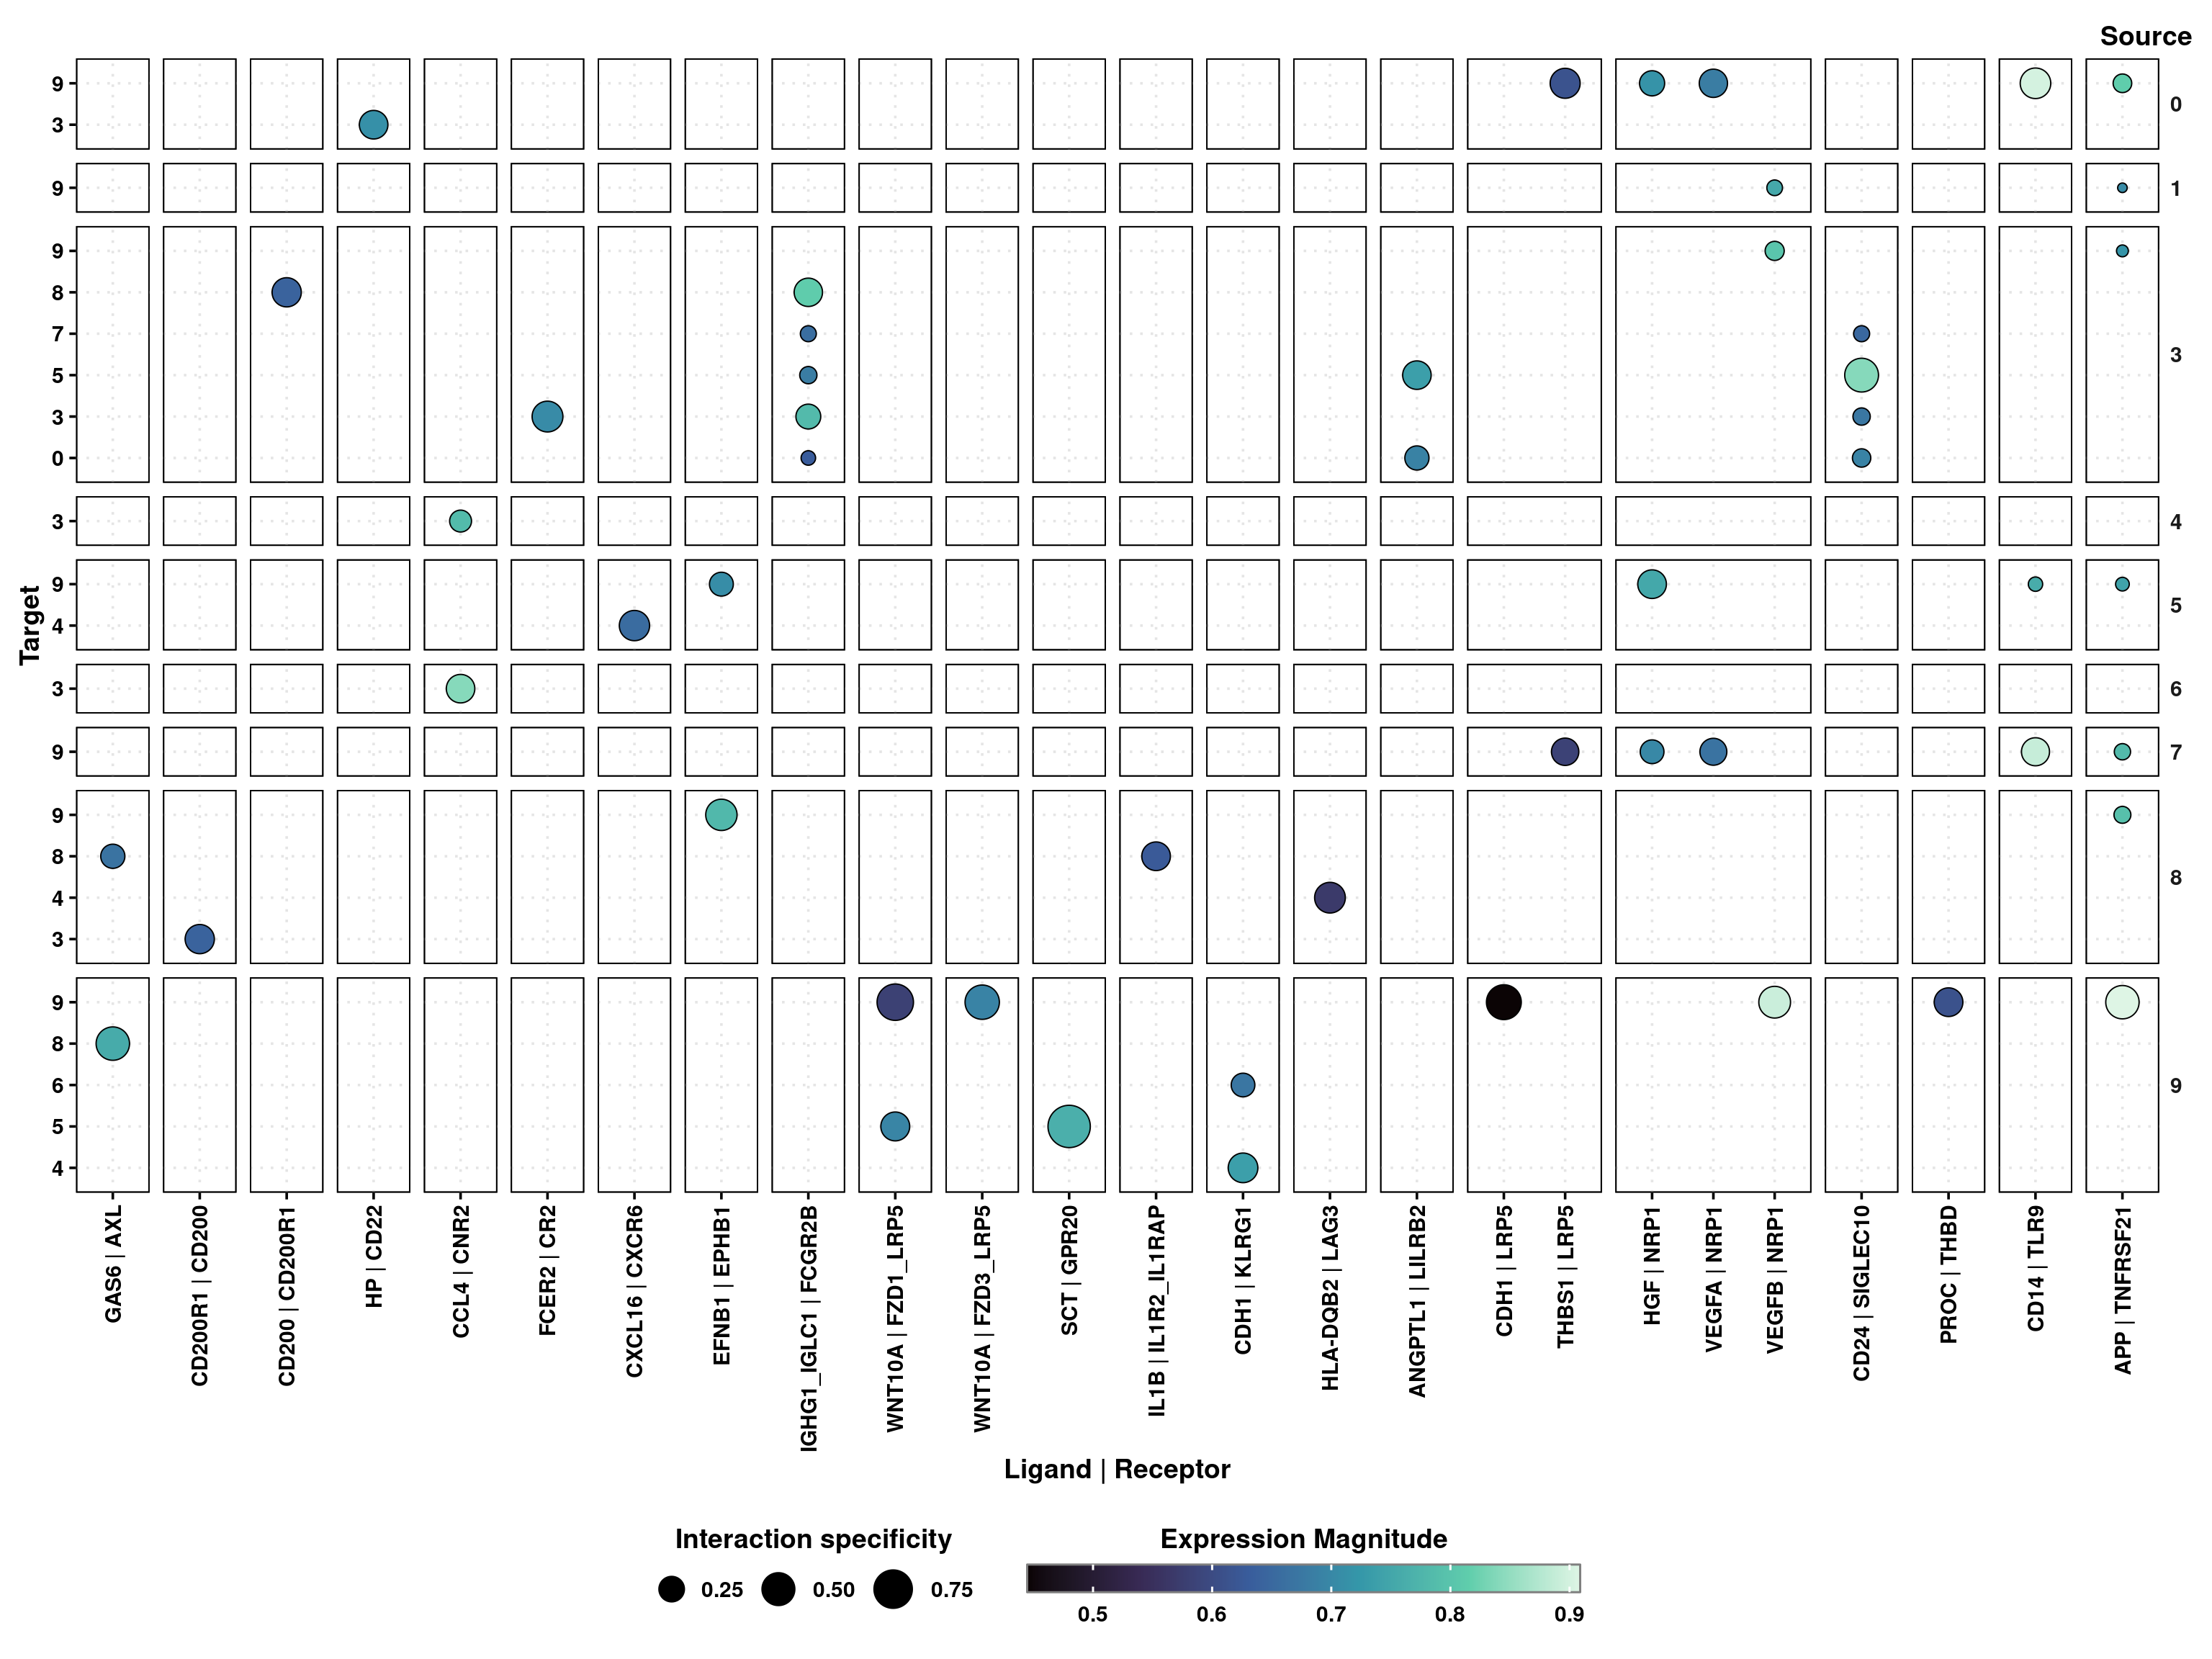 Source
9
3
0
9
1
9
8
7
5
3
0
3
3
4
9
4
5
3
6
9
7
9
8
4
3
8
9
8
6
5
4
9
Target
GAS6 | AXL
CD200R1 | CD200
CD200 | CD200R1
HP | CD22
CCL4 | CNR2
FCER2 | CR2
CXCL16 | CXCR6
EFNB1 | EPHB1
IGHG1_IGLC1 | FCGR2B
WNT10A | FZD1_LRP5
WNT10A | FZD3_LRP5
SCT | GPR20
IL1B | IL1R2_IL1RAP
CDH1 | KLRG1
HLA-DQB2 | LAG3
ANGPTL1 | LILRB2
CDH1 | LRP5
THBS1 | LRP5
HGF | NRP1
VEGFA | NRP1
VEGFB | NRP1
CD24 | SIGLEC10
PROC | THBD
CD14 | TLR9
APP | TNFRSF21
Ligand | Receptor
Interaction specificity
0.25 0.50 0.75
Expression Magnitude
0.5 0.6 0.7 0.8 0.9